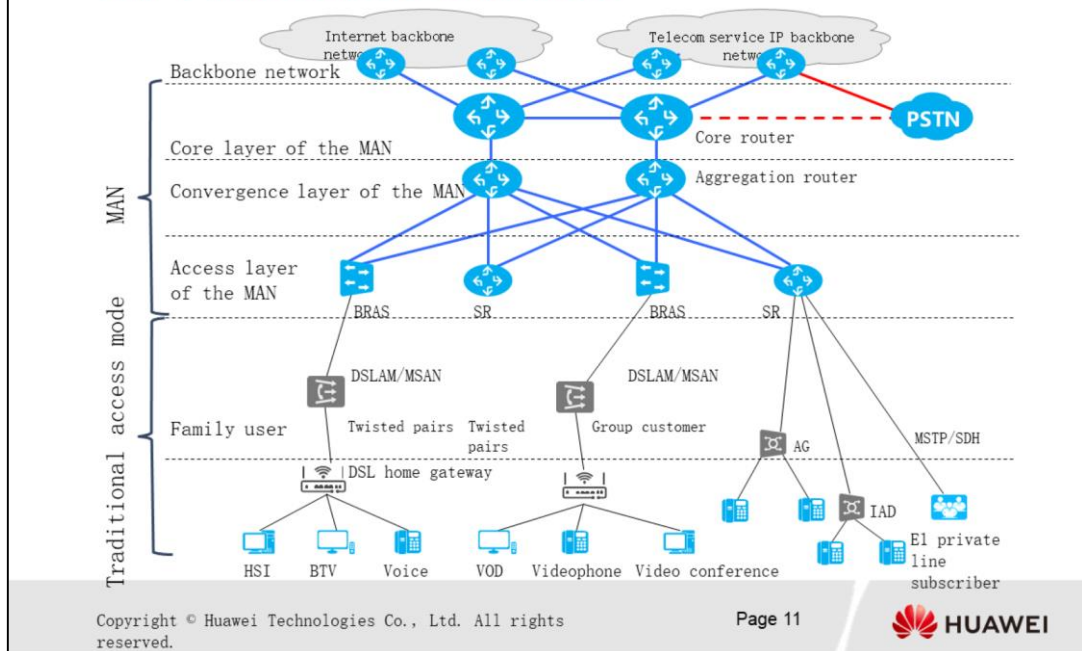 Internet backbone
network
Telecom service IP backbone
network
Backbone network
PSTN
Core router
Core layer of the MAN
Convergence layer of the MAN
Aggregation router
MAN
Access layer
of the MAN
BRAS
SR
BRAS
SR
Traditional access mode
DSLAM/MSAN
DSLAM/MSAN
Family user
Twisted pairs
Twisted
pairs
Group customer
AG
MSTP/SDH
DSL home gateway
IAD
E1 private
line
subscriber
HSI
BTV
Voice
VOD
Videophone
Video conference
Copyright © Huawei Technologies Co., Ltd. All rights
reserved.
Page 11
HUAWEI